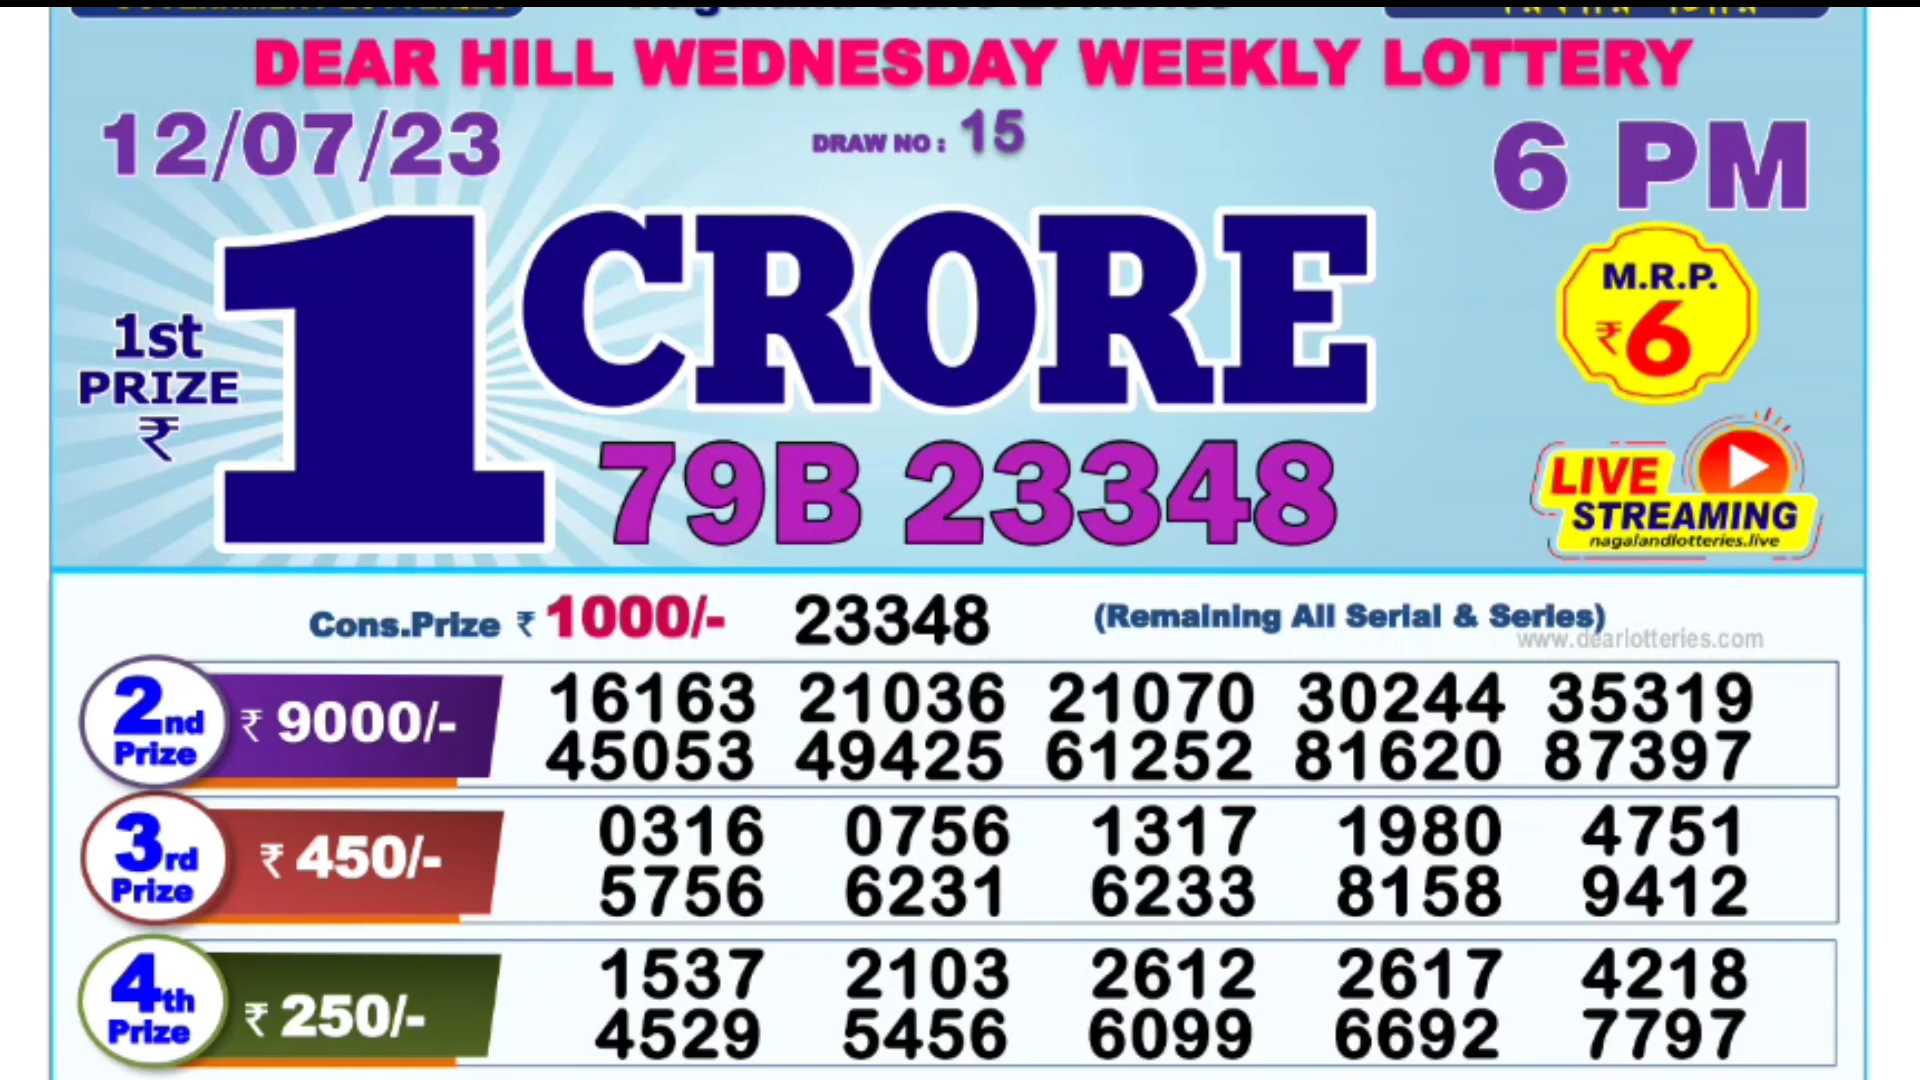 DEAR HILL WEDNESDAY WEEKLY LOTTERY
12/07/23
DRAW NO : 15
6 PM
1st
PRIZE
₹
1 CRORE
M.R.P.
₹6
79B 23348
LIVE
STREAMING
nagalandlotteries.live
Cons.Prize ₹ 1000/- 23348 (Remaining All Serial & Series)
www.dearlotteries.com
2nd Prize ₹ 9000/-
16163 21036 21070 30244 35319
45053 49425 61252 81620 87397
3rd Prize ₹ 450/-
0316 0756 1317 1980 4751
5756 6231 6233 8158 9412
4th Prize ₹ 250/-
1537 2103 2612 2617 4218
4529 5456 6099 6692 7797